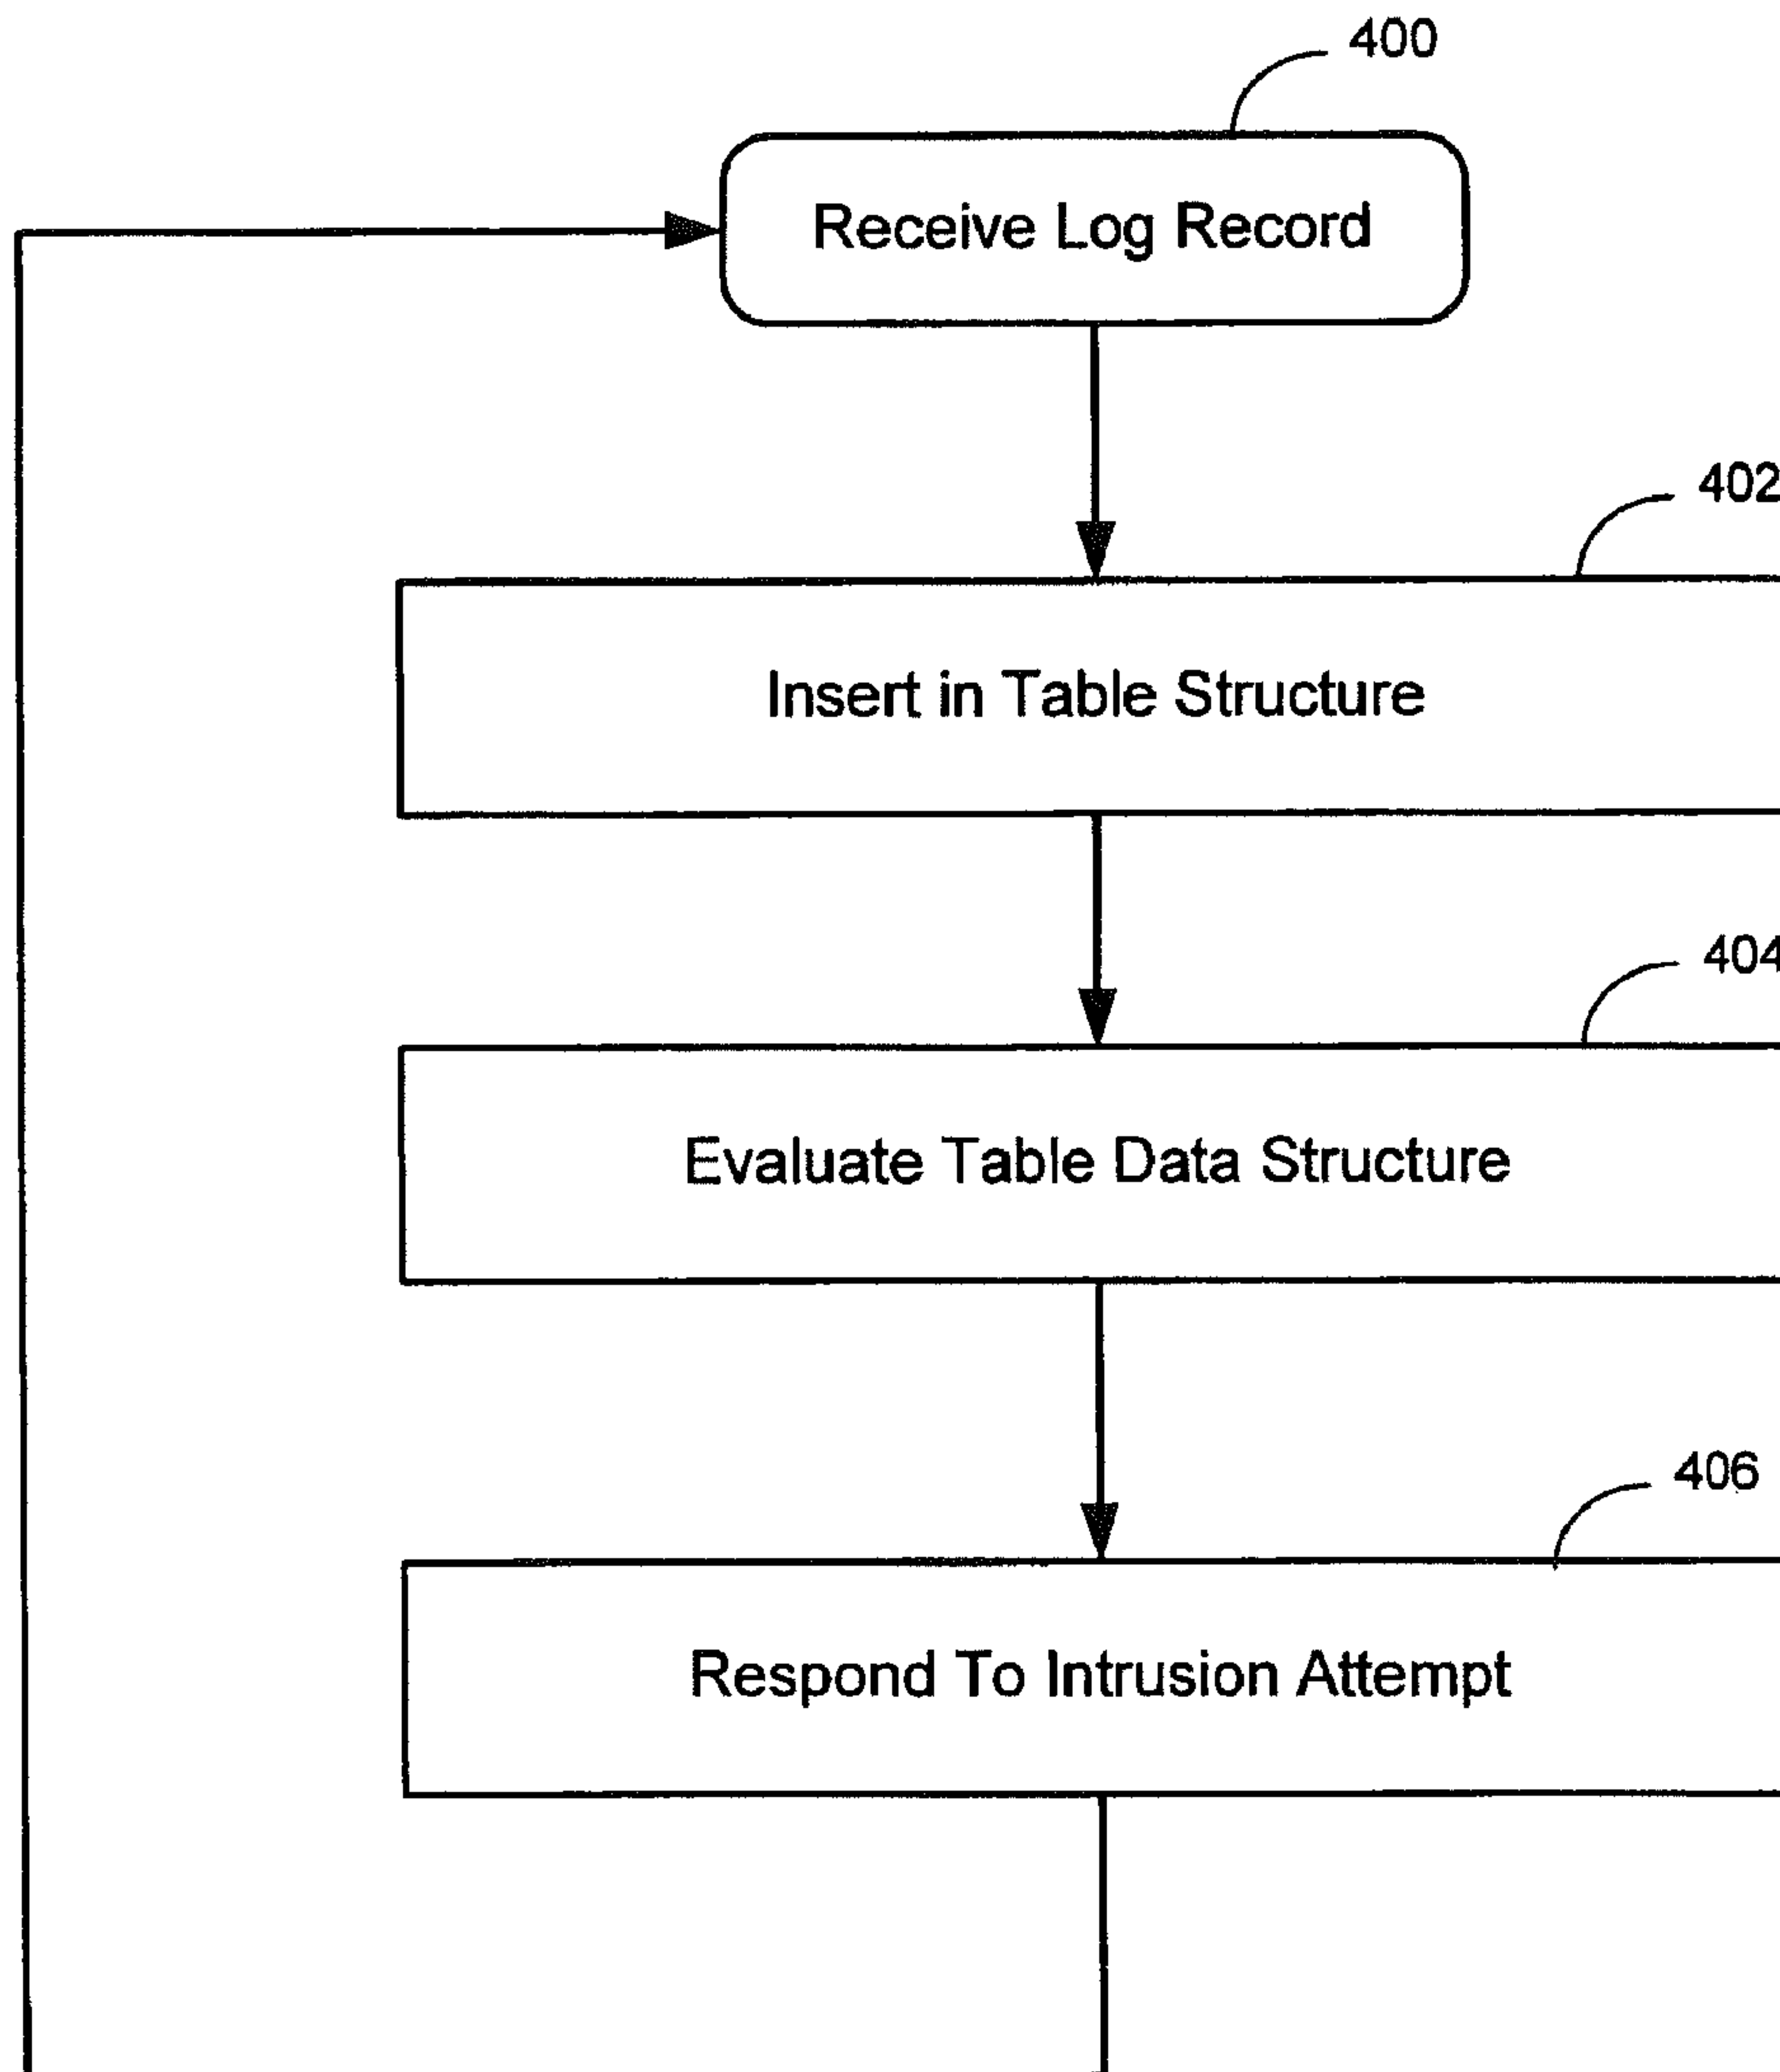 400
Receive Log Record
402
Insert in Table Structure
404
Evaluate Table Data Structure
406
Respond To Intrusion Attempt